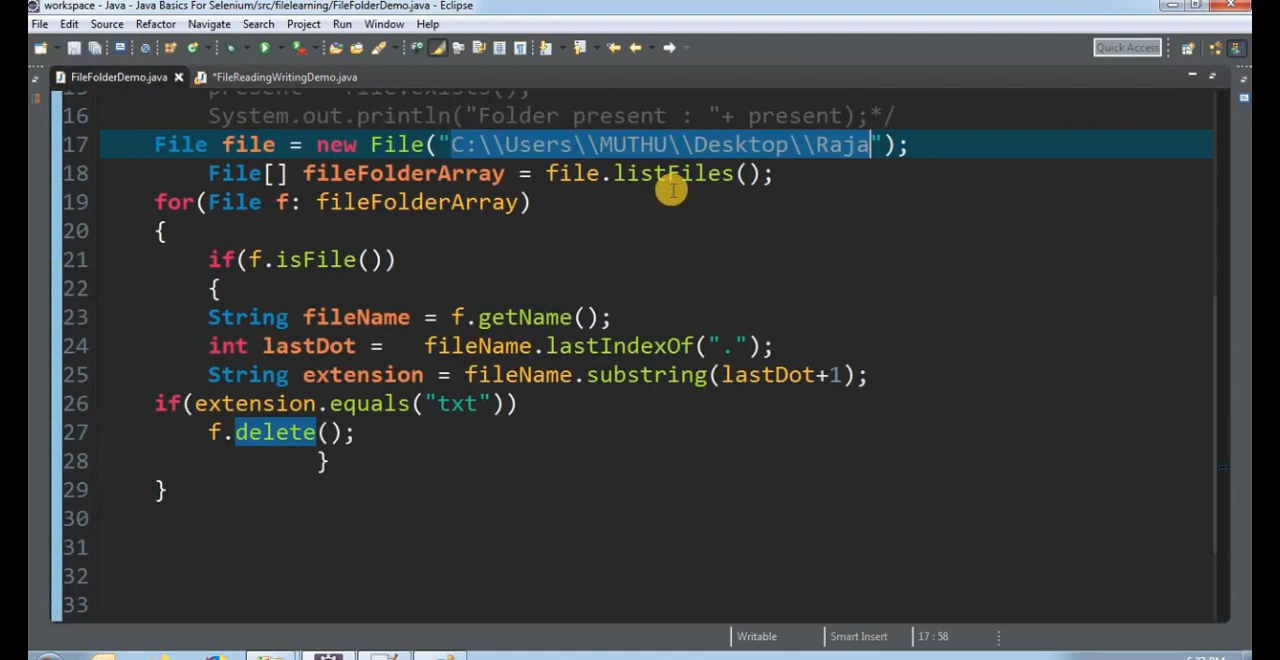 workspace - Java - Java Basics For Selenium/src/filelearning/FileFolderDemo.java - Eclipse
File Edit Source Refactor Navigate Search Project Run Window Help
Quick Access
FileFolderDemo.java *FileReadingWritingDemo.java
15 present = file.exists();
16 System.out.println("Folder present : "+ present);*/
17 File file = new File("C:\\Users\\MUTHU\\Desktop\\Raja");
18 File[] fileFolderArray = file.listFiles();
19 for(File f: fileFolderArray)
20 {
21 if(f.isFile())
22 {
23 String fileName = f.getName();
24 int lastDot = fileName.lastIndexOf(".");
25 String extension = fileName.substring(lastDot+1);
26 if(extension.equals("txt"))
27 f.delete();
28 }
29 }
30
31
32
33
Writable Smart Insert 17 : 58